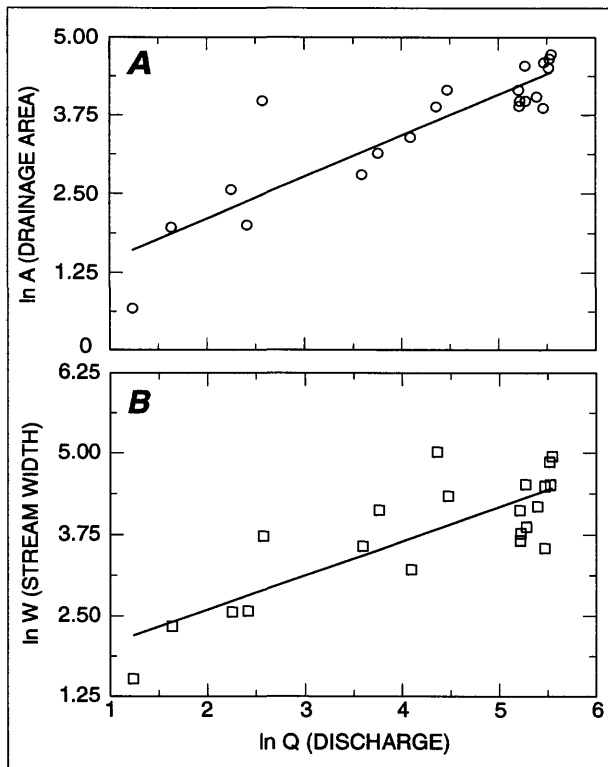 A
ln A (DRAINAGE AREA)
5.00
3.75
2.50
1.25
0
B
ln W (STREAM WIDTH)
6.25
5.00
3.75
2.50
1.25
1 2 3 4 5 6
ln Q (DISCHARGE)